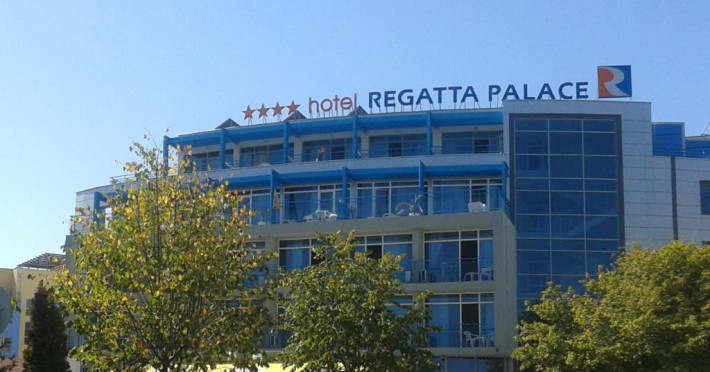 ★★★★ hotel REGATTA PALACE R